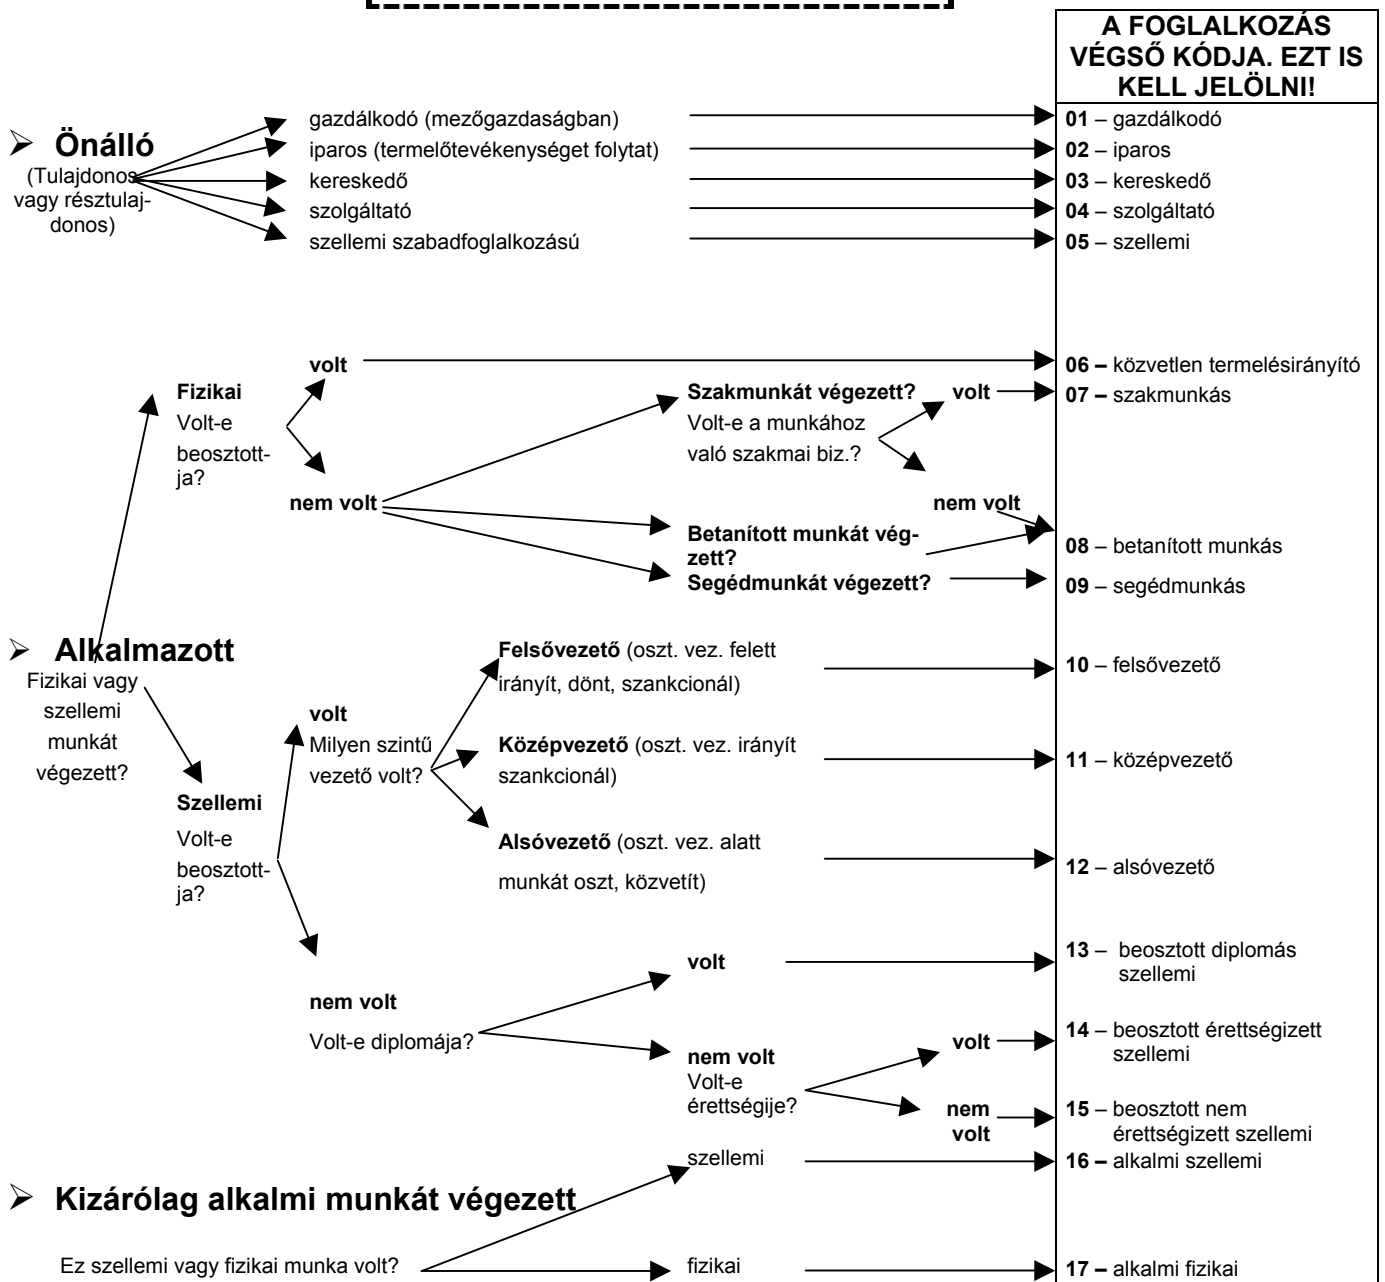 A FOGLALKOZÁS
VÉGSŐ KÓDJA. EZT IS
KELL JELÖLNI!
➢ Önálló
(Tulajdonos
vagy résztulaj-
donos)
gazdálkodó (mezőgazdaságban)
iparos (termelőtevékenységet folytat)
kereskedő
szolgáltató
szellemi szabadfoglalkozású
01 – gazdálkodó
02 – iparos
03 – kereskedő
04 – szolgáltató
05 – szellemi
Fizikai
Volt-e
beosztott-
ja?
volt
06 – közvetlen termelésirányító
nem volt
Szakmunkát végezett?
Volt-e a munkához
való szakmai biz.?
volt
07 – szakmunkás
nem volt
Betanított munkát vég-
zett?
08 – betanított munkás
Segédmunkát végezett?
09 – segédmunkás
➢ Alkalmazott
Fizikai vagy
szellemi
munkát
végezett?
Szellemi
Volt-e
beosztott-
ja?
volt
Milyen szintű
vezető volt?
Felsővezető (oszt. vez. felett
irányít, dönt, szankcionál)
10 – felsővezető
Középvezető (oszt. vez. irányít
szankcionál)
11 – középvezető
Alsóvezető (oszt. vez. alatt
munkát oszt, közvetít)
12 – alsóvezető
nem volt
Volt-e diplomája?
volt
13 – beosztott diplomás
szellemi
nem volt
Volt-e
érettségije?
volt
14 – beosztott érettségizett
szellemi
nem
volt
15 – beosztott nem
érettségizett szellemi
➢ Kizárólag alkalmi munkát végezett
Ez szellemi vagy fizikai munka volt?
szellemi
16 – alkalmi szellemi
fizikai
17 – alkalmi fizikai